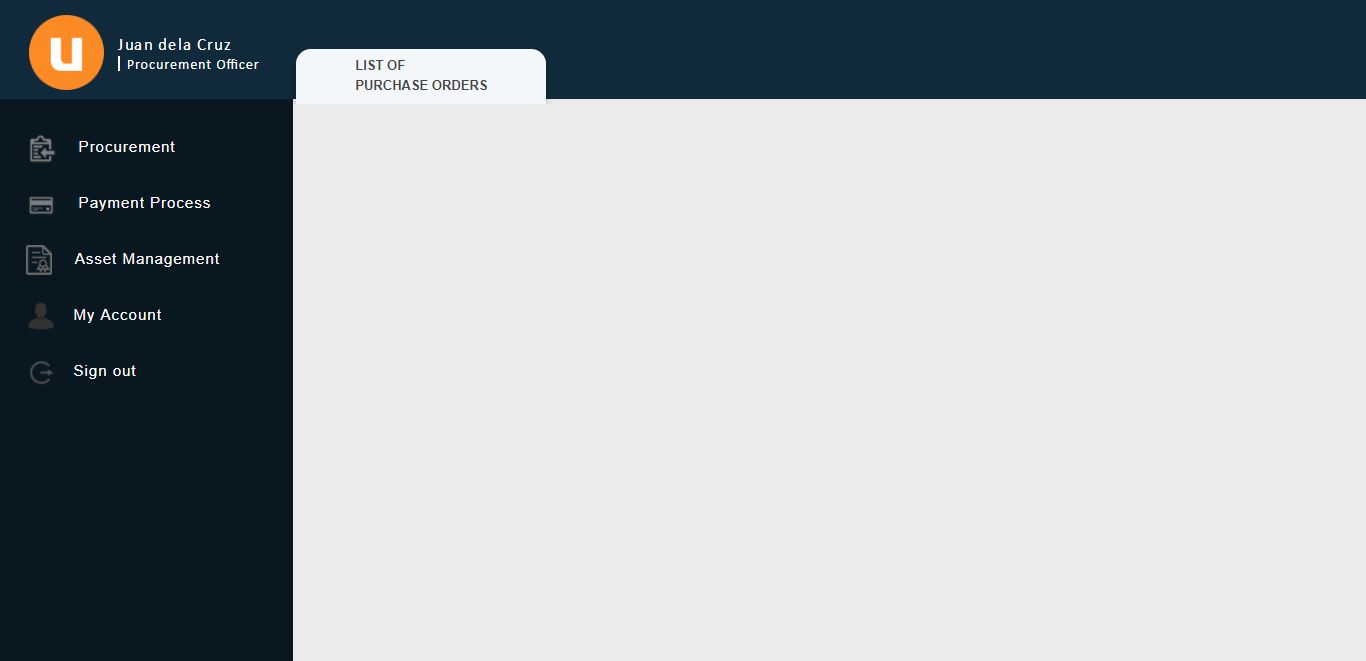 u
Juan dela Cruz
Procurement Officer
LIST OF
PURCHASE ORDERS
Procurement
Payment Process
Asset Management
My Account
Sign out